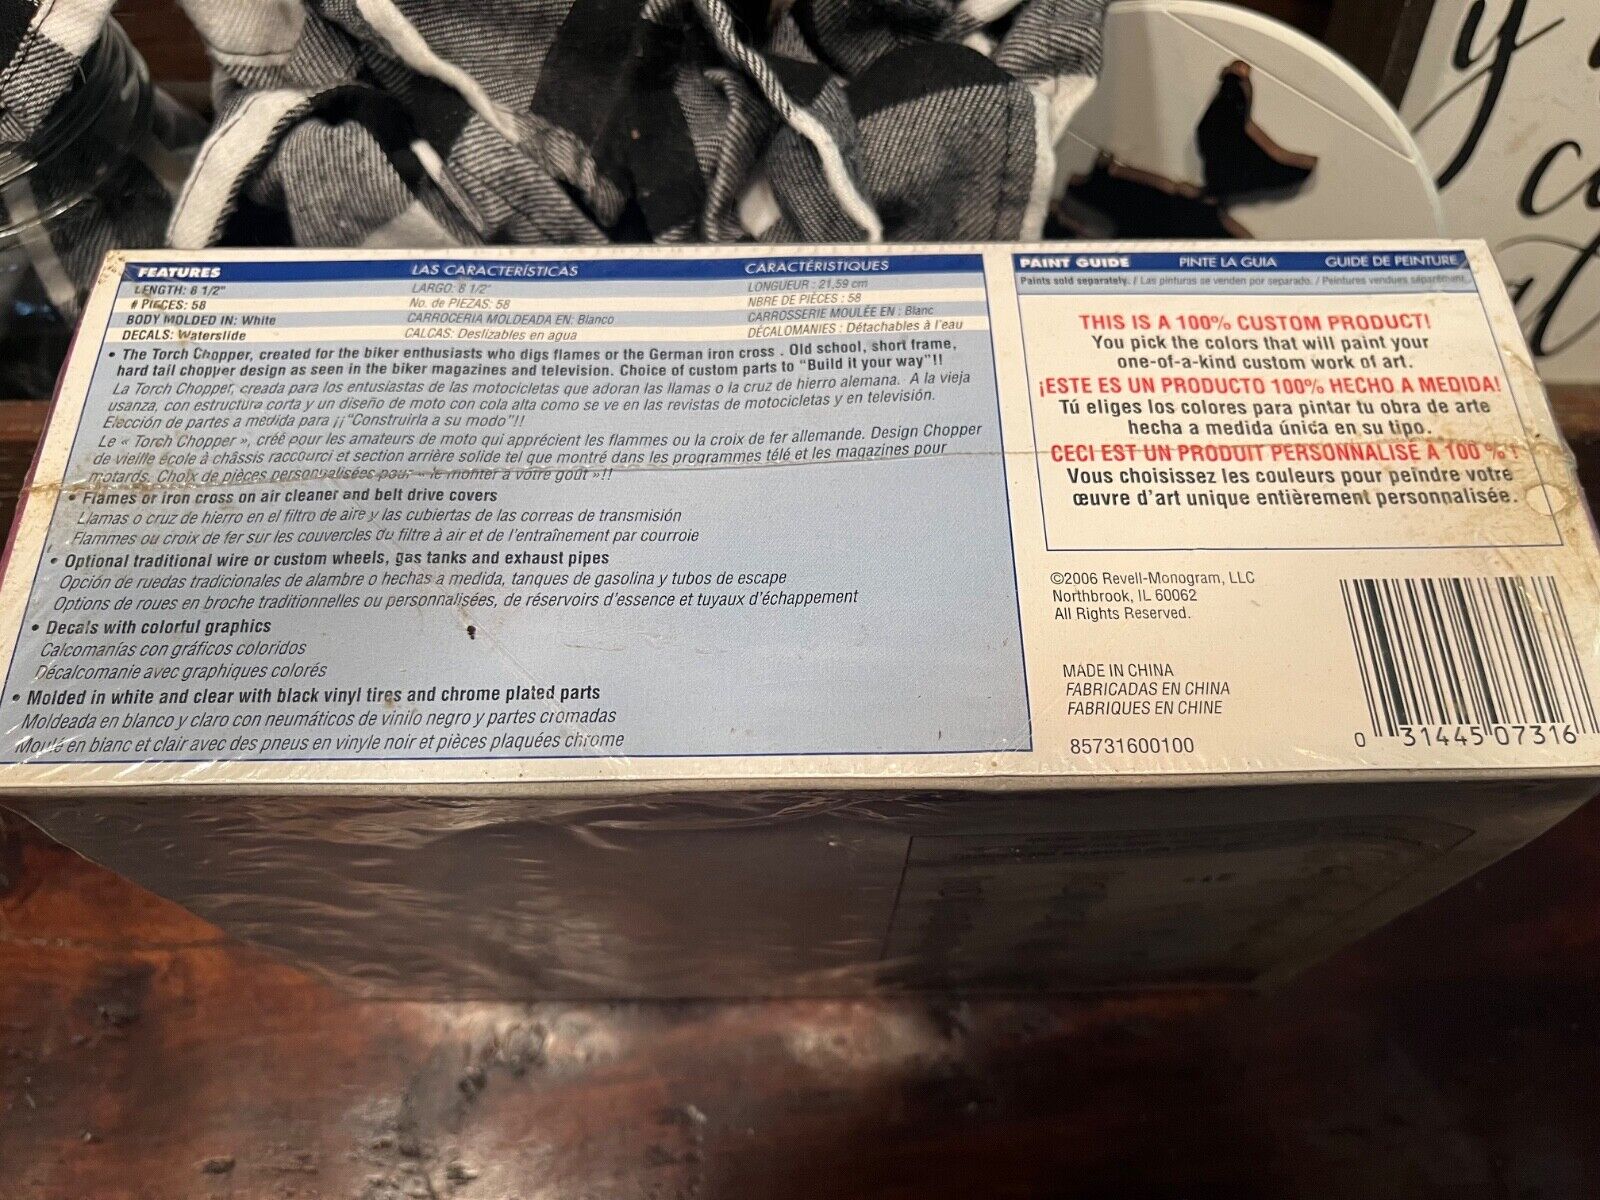 FEATURES LAS CARACTERÍSTICAS CARACTÉRISTIQUES
LENGTH: 8 1/2" LARGO: 8 1/2" LONGUEUR : 21,59 cm
# PIECES: 58 No. de PIEZAS: 58 NBRE DE PIÈCES : 58
BODY MOLDED IN: White CARROCERIA MOLDEADA EN: Blanco CARROSSERIE MOULÉE EN : Blanc
DECALS: Waterslide CALCAS: Deslizables en agua DÉCALOMANIES : Détachables à l'eau
• The Torch Chopper, created for the biker enthusiasts who digs flames or the German iron cross . Old school, short frame,
hard tail chopper design as seen in the biker magazines and television. Choice of custom parts to "Build it your way"!!
La Torch Chopper, creada para los entusiastas de las motocicletas que adoran las llamas o la cruz de hierro alemana. A la vieja
usanza, con estructura corta y un diseño de moto con cola alta como se ve en las revistas de motocicletas y en televisión.
Elección de partes a medida para ¡¡"Construirla a su modo"!!
Le « Torch Chopper », créé pour les amateurs de moto qui apprécient les flammes ou la croix de fer allemande. Design Chopper
de vieille école à châssis raccourci et section arrière solide tel que montré dans les programmes télé et les magazines pour
motards. Choix de pièces personnalisées pour « le monter à votre goût »!!
• Flames or iron cross on air cleaner and belt drive covers
Llamas o cruz de hierro en el filtro de aire y las cubiertas de las correas de transmisión
Flammes ou croix de fer sur les couvercles du filtre à air et de l'entraînement par courroie
• Optional traditional wire or custom wheels, gas tanks and exhaust pipes
Opción de ruedas tradicionales de alambre o hechas a medida, tanques de gasolina y tubos de escape
Options de roues en broche traditionnelles ou personnalisées, de réservoirs d'essence et tuyaux d'échappement
• Decals with colorful graphics
Calcomanías con gráficos coloridos
Décalcomanie avec graphiques colorés
• Molded in white and clear with black vinyl tires and chrome plated parts
Moldeada en blanco y claro con neumáticos de vinilo negro y partes cromadas
Moulé en blanc et clair avec des pneus en vinyle noir et pièces plaquées chrome
PAINT GUIDE PINTE LA GUIA GUIDE DE PEINTURE
Paints sold separately. / Las pinturas se venden por separado. / Peintures vendues séparément.
THIS IS A 100% CUSTOM PRODUCT!
You pick the colors that will paint your
one-of-a-kind custom work of art.
¡ESTE ES UN PRODUCTO 100% HECHO A MEDIDA!
Tú eliges los colores para pintar tu obra de arte
hecha a medida única en su tipo.
CECI EST UN PRODUIT PERSONNALISÉ À 100 % !
Vous choisissez les couleurs pour peindre votre
œuvre d'art unique entièrement personnalisée.
©2006 Revell-Monogram, LLC
Northbrook, IL 60062
All Rights Reserved.
MADE IN CHINA
FABRICADAS EN CHINA
FABRIQUES EN CHINE
85731600100
0 31445 07316